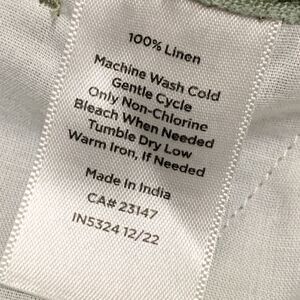 100% Linen
Machine Wash Cold
Gentle Cycle
Only Non-Chlorine
Bleach When Needed
Tumble Dry Low
Warm Iron, If Needed
Made In India
CA# 23147
IN5324 12/22